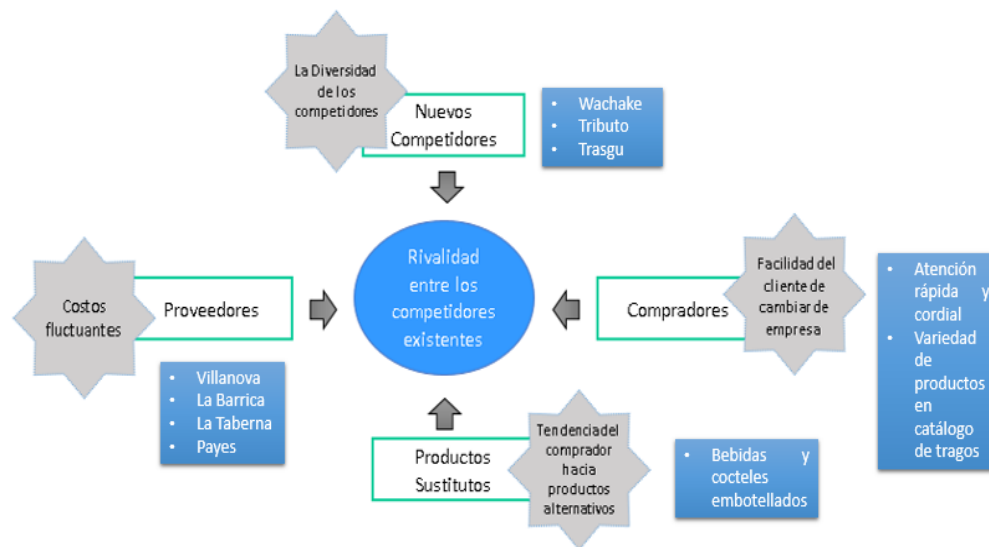 La Diversidad
de los
competidores
Nuevos
Competidores
• Wachake
• Tributo
• Trasgu
Costos
fluctuantes
Proveedores
• Villanova
• La Barrica
• La Taberna
• Payes
Rivalidad
entre los
competidores
existentes
Compradores
Facilidad del
cliente de
cambiar de
empresa
• Atención
rápida y
cordial
• Variedad
de
productos
en
catálogo
de tragos
Productos
Sustitutos
Tendencia del
comprador
hacia
productos
alternativos
• Bebidas y
cocteles
embotellados